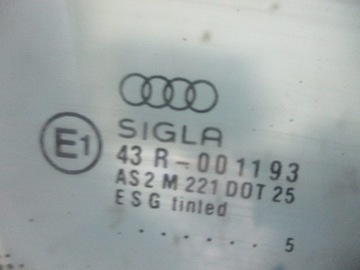 SIGLA
E1
43 R-001193
AS2 M 221 DOT 25
ESG tinted
....... 5